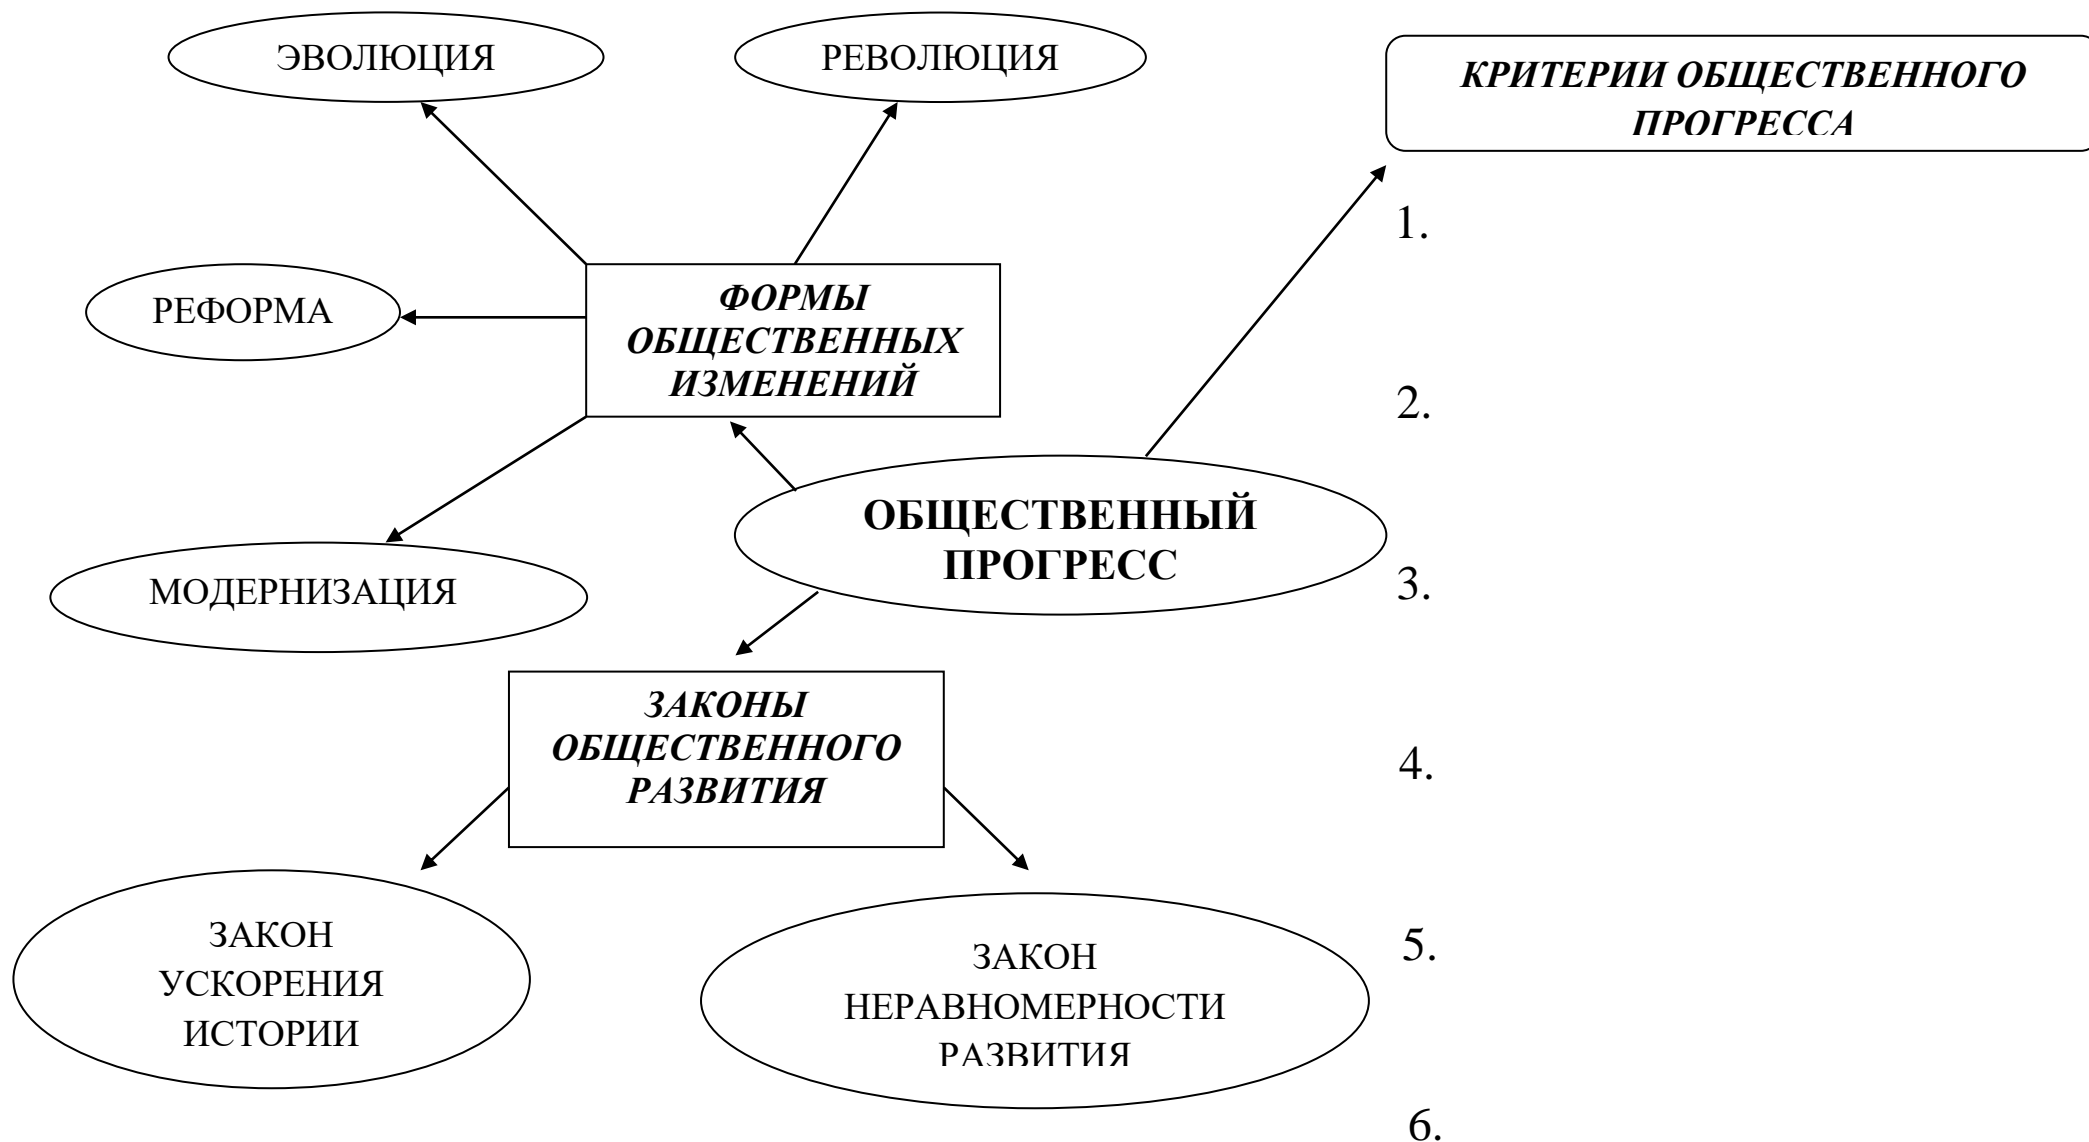 ЭВОЛЮЦИЯ
РЕВОЛЮЦИЯ
КРИТЕРИИ ОБЩЕСТВЕННОГО
ПРОГРЕССА
РЕФОРМА
ФОРМЫ
ОБЩЕСТВЕННЫХ
ИЗМЕНЕНИЙ
МОДЕРНИЗАЦИЯ
ОБЩЕСТВЕННЫЙ
ПРОГРЕСС
ЗАКОНЫ
ОБЩЕСТВЕННОГО
РАЗВИТИЯ
ЗАКОН
УСКОРЕНИЯ
ИСТОРИИ
ЗАКОН
НЕРАВНОМЕРНОСТИ
РАЗВИТИЯ
1.
2.
3.
4.
5.
6.